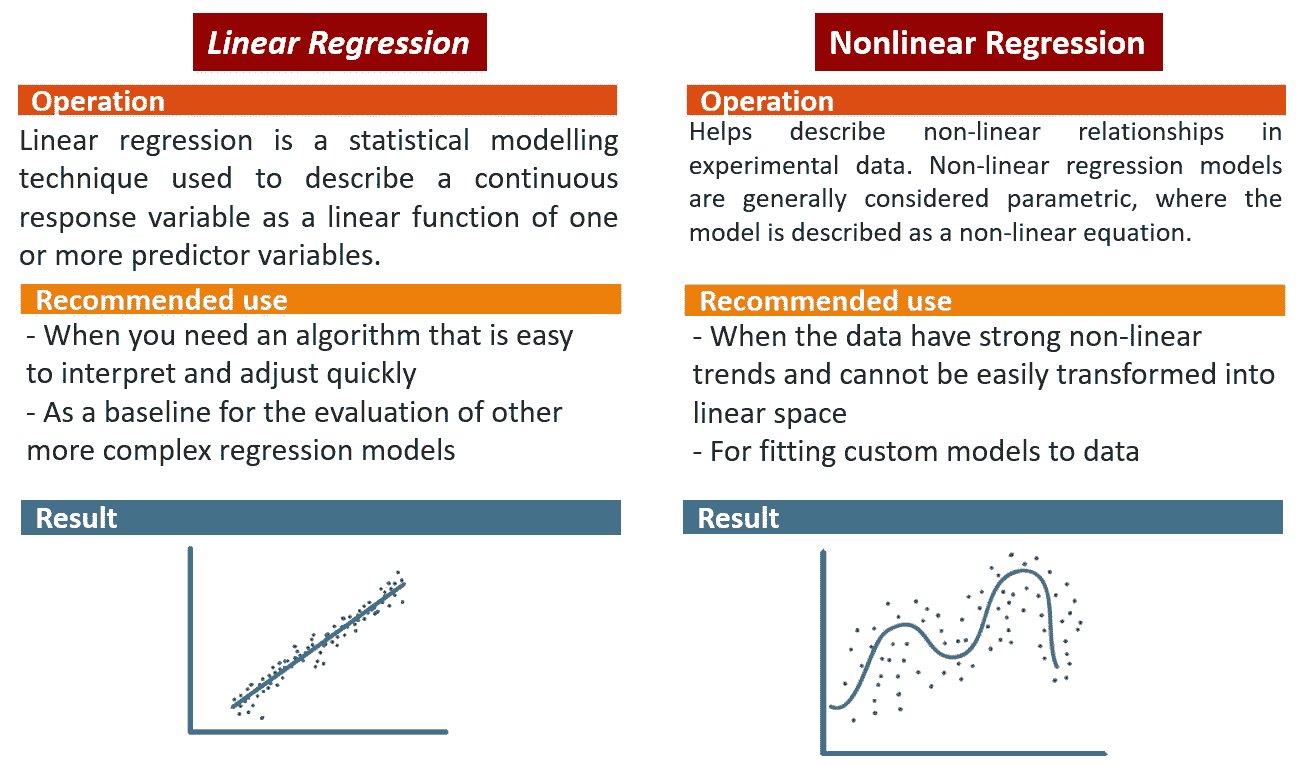 Linear Regression
Operation
Linear regression is a statistical modelling
technique used to describe a continuous
response variable as a linear function of one
or more predictor variables.
Recommended use
- When you need an algorithm that is easy
to interpret and adjust quickly
- As a baseline for the evaluation of other
more complex regression models
Result
Nonlinear Regression
Operation
Helps describe non-linear relationships in
experimental data. Non-linear regression models
are generally considered parametric, where the
model is described as a non-linear equation.
Recommended use
- When the data have strong non-linear
trends and cannot be easily transformed into
linear space
- For fitting custom models to data
Result